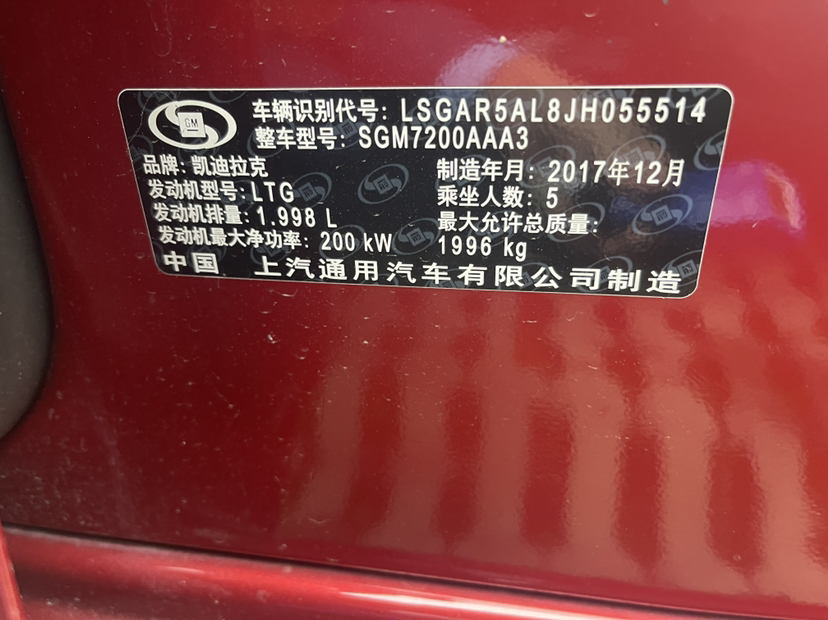 GM
车辆识别代号: LSGAR5AL8JH055514
整车型号: SGM7200AAA3
品牌: 凯迪拉克
制造年月: 2017年12月
发动机型号: LTG
乘坐人数: 5
发动机排量: 1.998 L
最大允许总质量:
发动机最大净功率: 200 kW
1996 kg
中国 上汽通用汽车有限公司制造